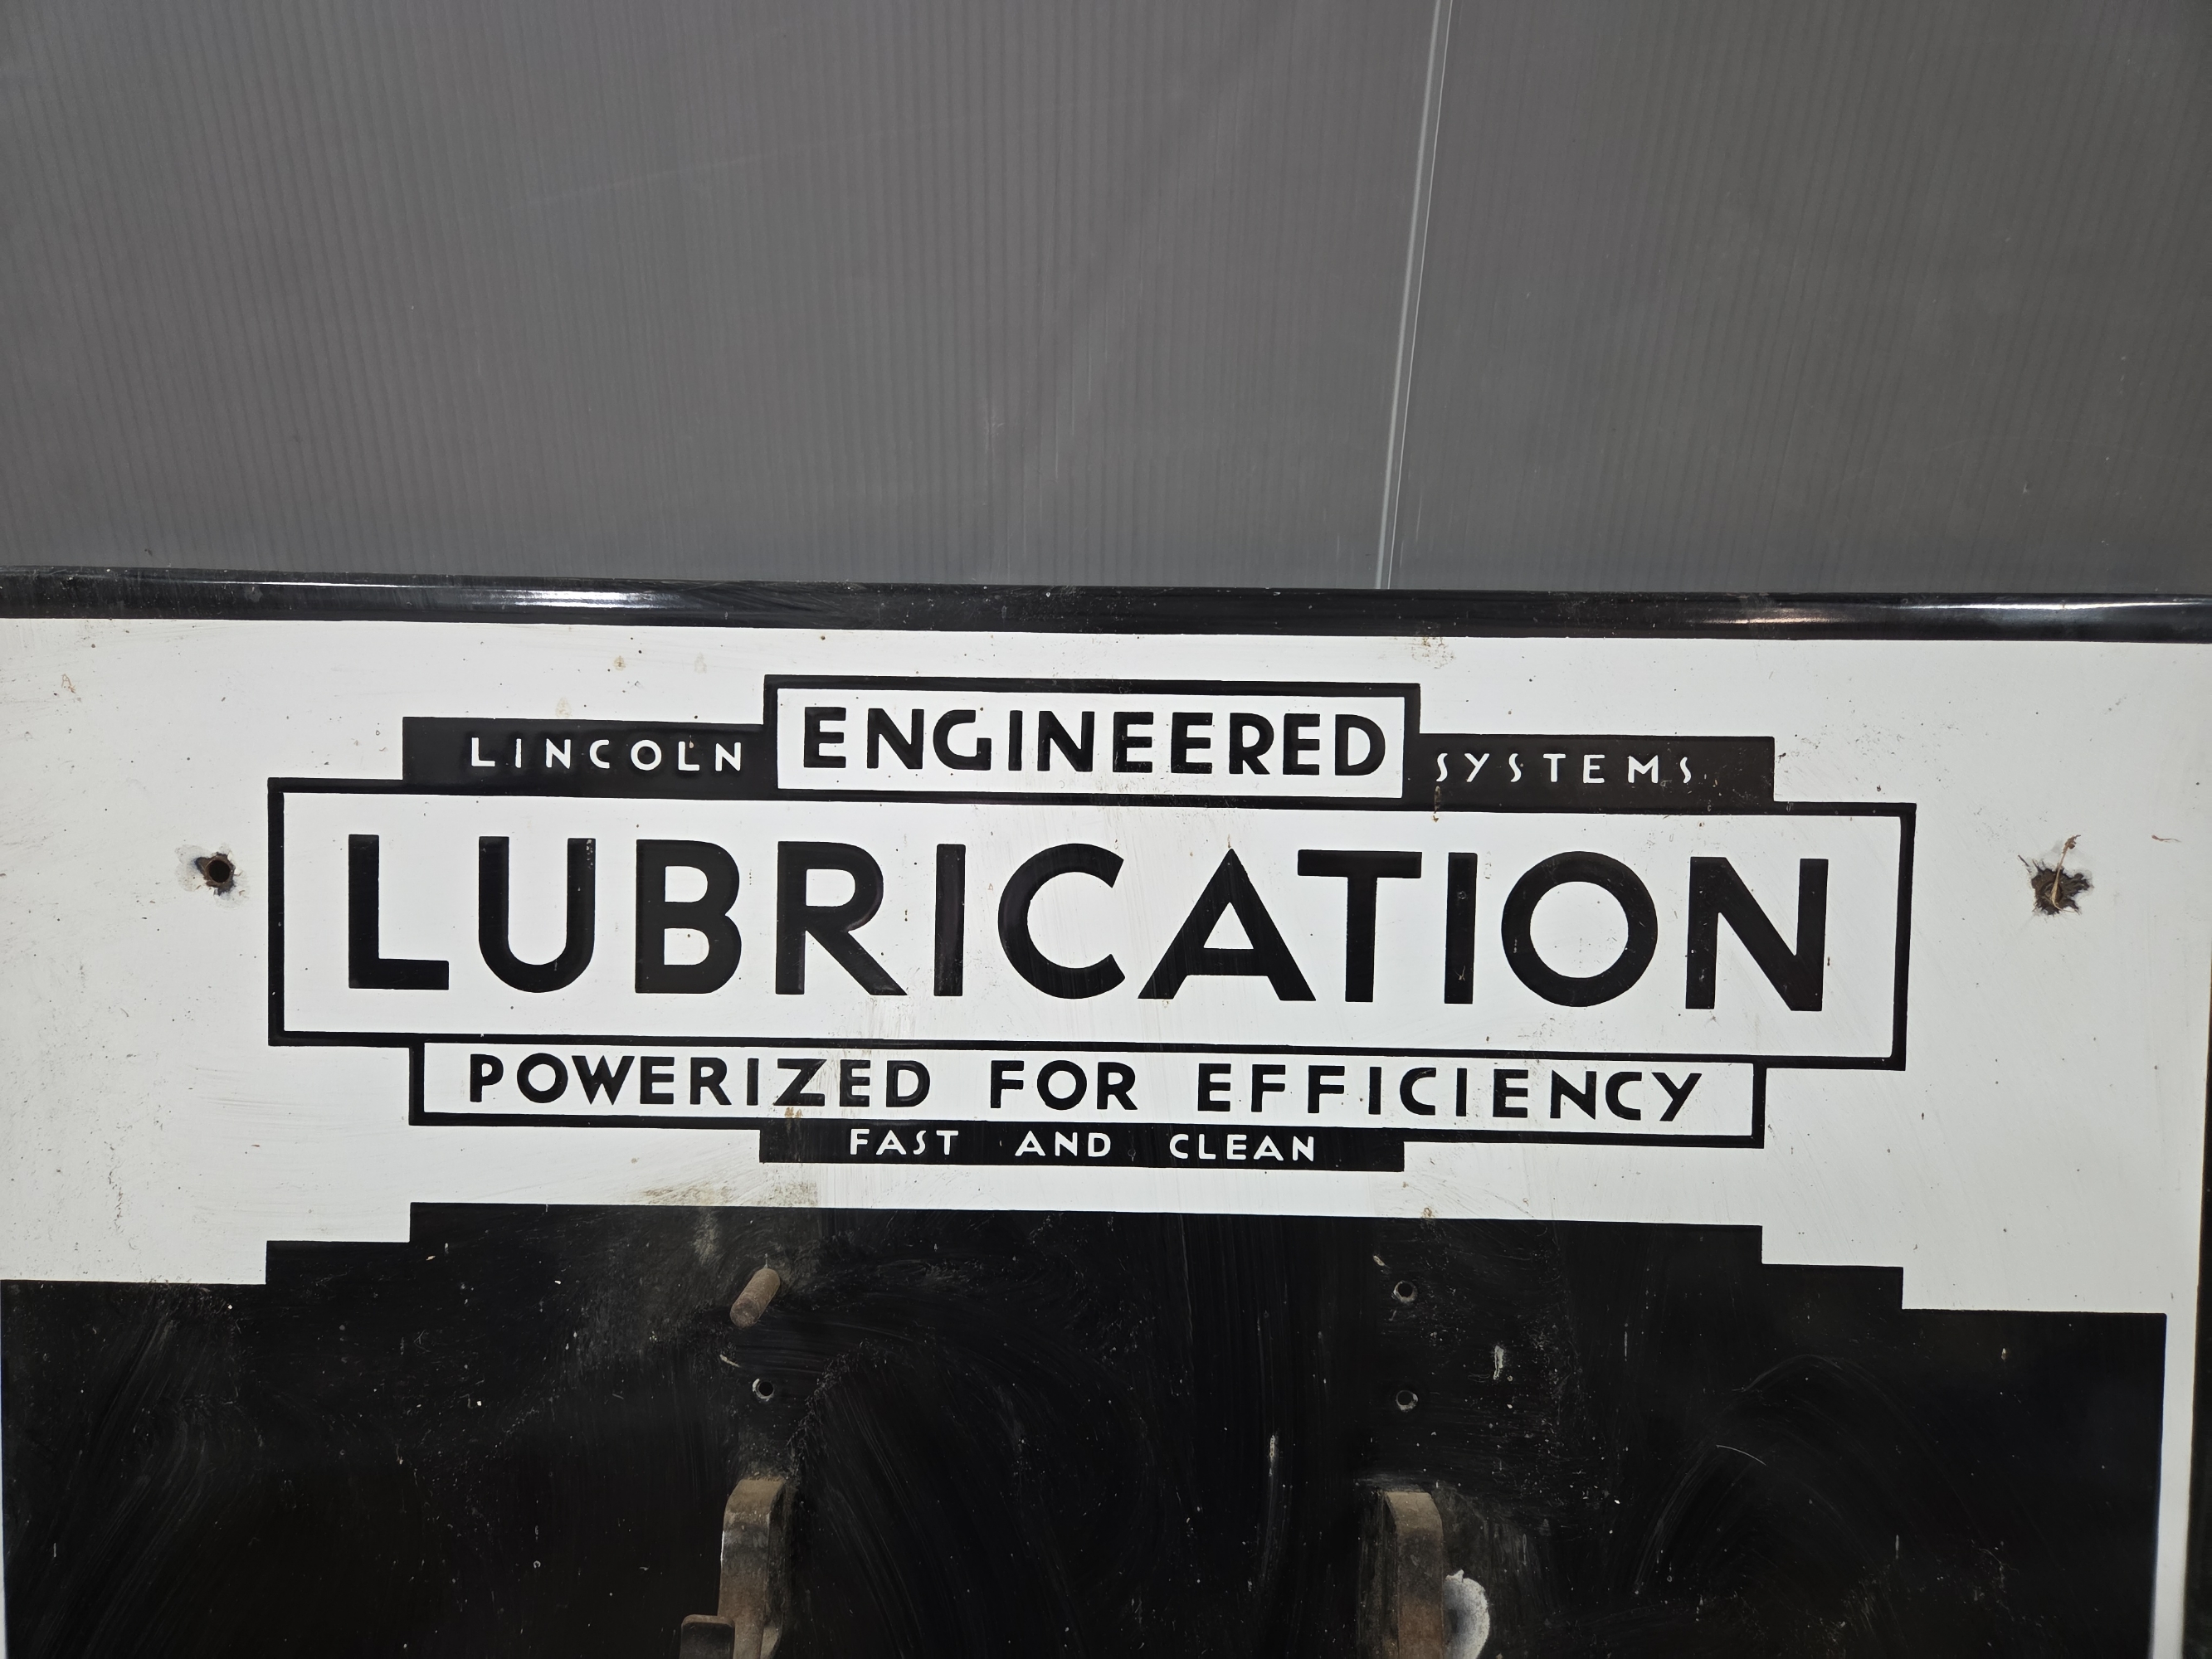 LINCOLN ENGINEERED SYSTEMS
LUBRICATION
POWERIZED FOR EFFICIENCY
FAST AND CLEAN